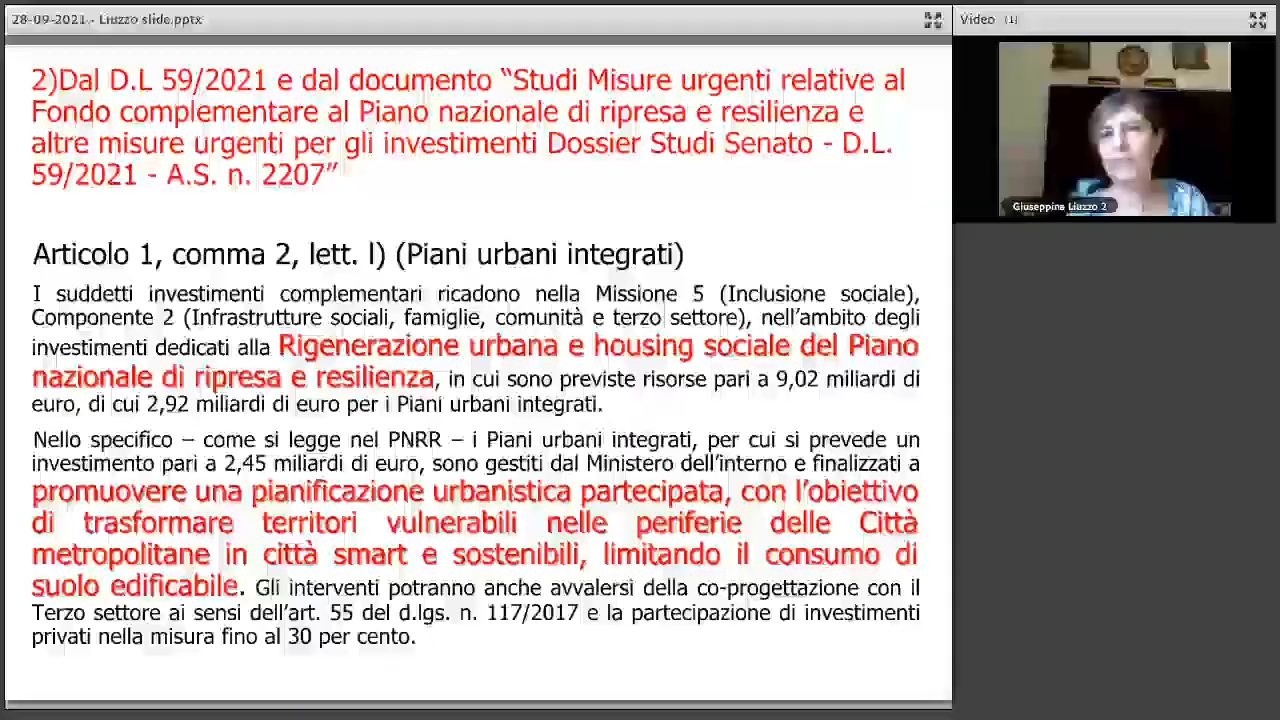 28-09-2021 - Liuzzo slide.pptx
Video (1)
2)Dal D.L 59/2021 e dal documento “Studi Misure urgenti relative al
Fondo complementare al Piano nazionale di ripresa e resilienza e
altre misure urgenti per gli investimenti Dossier Studi Senato - D.L.
59/2021 - A.S. n. 2207”
Articolo 1, comma 2, lett. l) (Piani urbani integrati)
I suddetti investimenti complementari ricadono nella Missione 5 (Inclusione sociale),
Componente 2 (Infrastrutture sociali, famiglie, comunità e terzo settore), nell’ambito degli
investimenti dedicati alla Rigenerazione urbana e housing sociale del Piano
nazionale di ripresa e resilienza, in cui sono previste risorse pari a 9,02 miliardi di
euro, di cui 2,92 miliardi di euro per i Piani urbani integrati.
Nello specifico – come si legge nel PNRR – i Piani urbani integrati, per cui si prevede un
investimento pari a 2,45 miliardi di euro, sono gestiti dal Ministero dell’interno e finalizzati a
promuovere una pianificazione urbanistica partecipata, con l’obiettivo
di trasformare territori vulnerabili nelle periferie delle Città
metropolitane in città smart e sostenibili, limitando il consumo di
suolo edificabile. Gli interventi potranno anche avvalersi della co-progettazione con il
Terzo settore ai sensi dell’art. 55 del d.lgs. n. 117/2017 e la partecipazione di investimenti
privati nella misura fino al 30 per cento.
Giuseppina Liuzzo 2